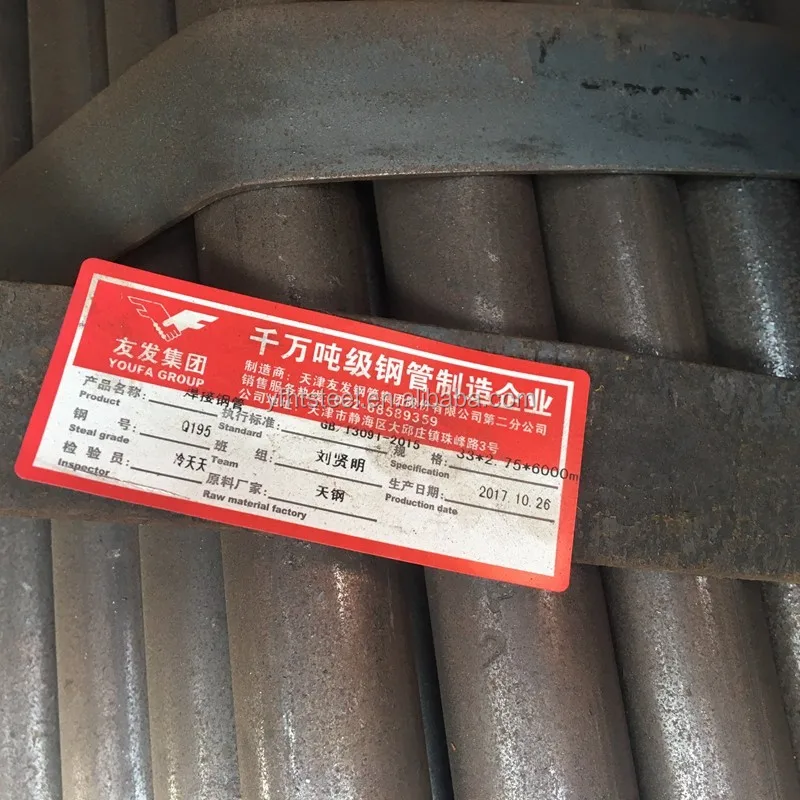 友发集团
YOUFA GROUP
千万吨级钢管制造企业
制造商：天津友发钢管集团股份有限公司第二分公司
销售服务热线：022-68589359
公司地址：天津市静海区大邱庄镇珠峰路3号
产品名称：焊接钢管 执行标准：GB/T3091-2015 规格：33*2.75*6000m
Product Standard Specification
钢号：Q195 班组：刘贤明 生产日期：2017.10.26
Steal grade Team Production date
检验员：冷天天 原料厂家：天钢
Inspector Raw material factory